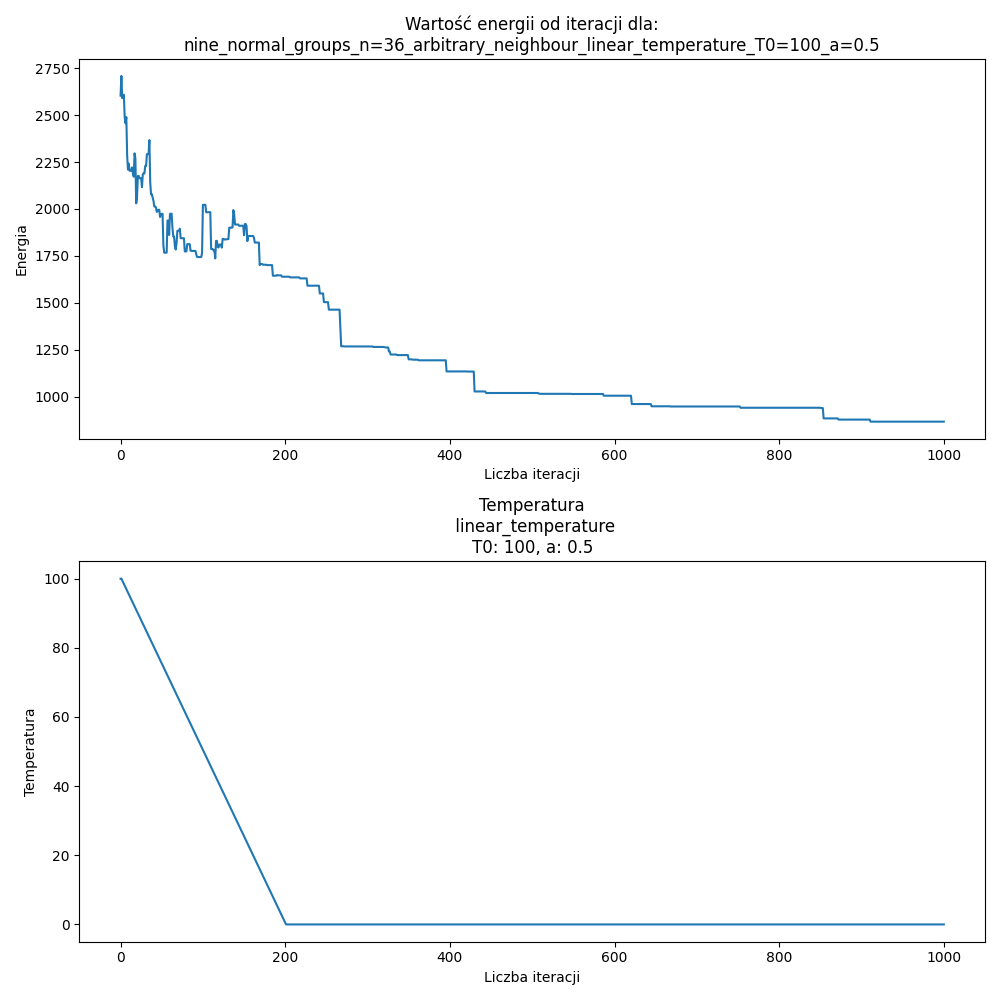 Wartość energii od iteracji dla:
nine_normal_groups_n=36_arbitrary_neighbour_linear_temperature_T0=100_a=0.5
2750
2500
2250
2000
1750
1500
1250
1000
Energia
0 200 400 600 800 1000
Liczba iteracji
Temperatura
linear_temperature
T0: 100, a: 0.5
100
80
60
40
20
0
Temperatura
0 200 400 600 800 1000
Liczba iteracji